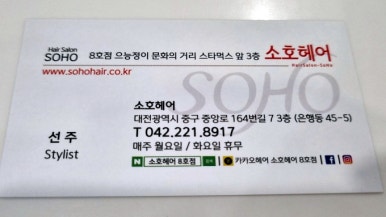 Hair Salon
SOHO
8호점 으능정이 문화의 거리 스타벅스 앞 3층
소호헤어
HairSalon-SoHo
www.sohohair.co.kr
SOHO
소호헤어
대전광역시 중구 중앙로 164번길 7 3층 (은행동 45-5)
T 042.221.8917
매주 월요일 / 화요일 휴무
선 주
Stylist
N 소호헤어 8호점
카카오헤어 소호헤어 8호점